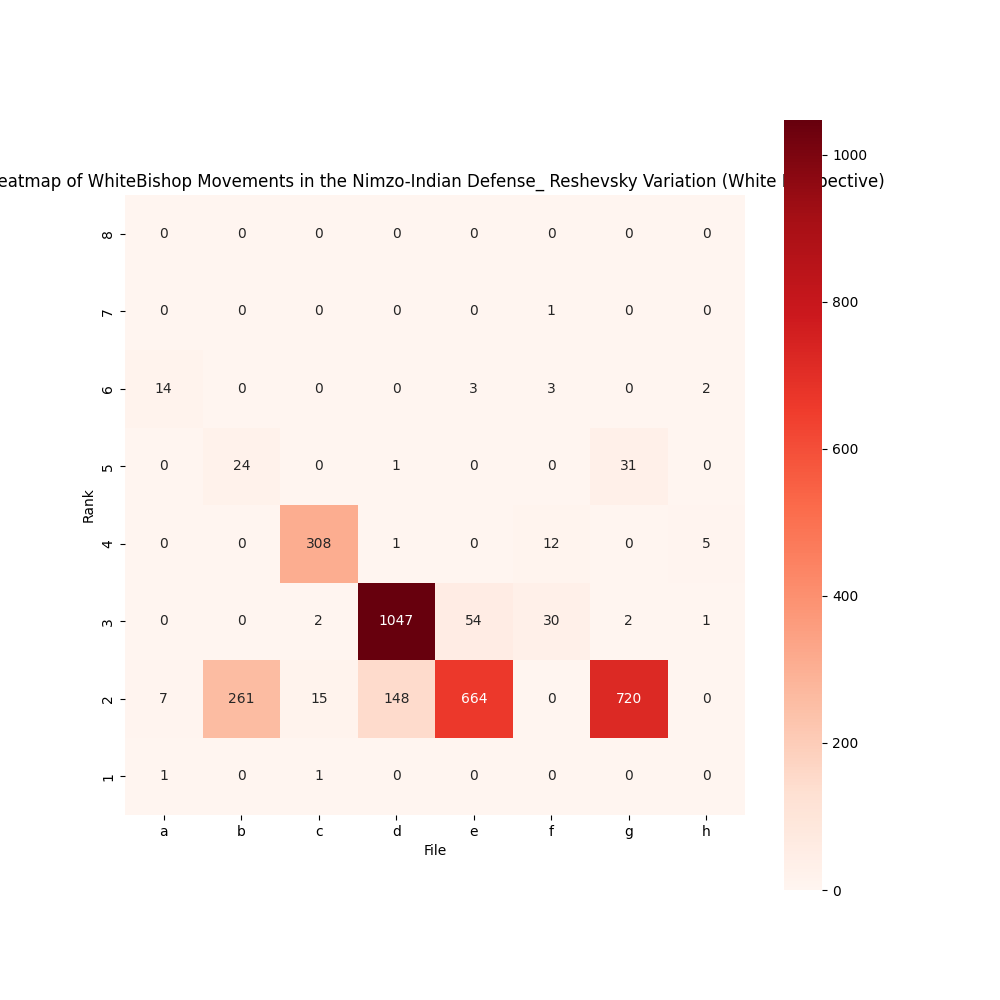 eatmap of WhiteBishop Movements in the Nimzo-Indian Defense_ Reshevsky Variation (White pective)
1000
8 0 0 0 0 0 0 0 0
800
7 0 0 0 0 0 1 0 0
6 14 0 0 0 3 3 0 2
600
5 0 24 0 1 0 0 31 0
Rank
4 0 0 308 1 0 12 0 5
400
3 0 0 2 1047 54 30 2 1
2 7 261 15 148 664 0 720 0
200
1 1 0 1 0 0 0 0 0
a b c d e f g h
File
0